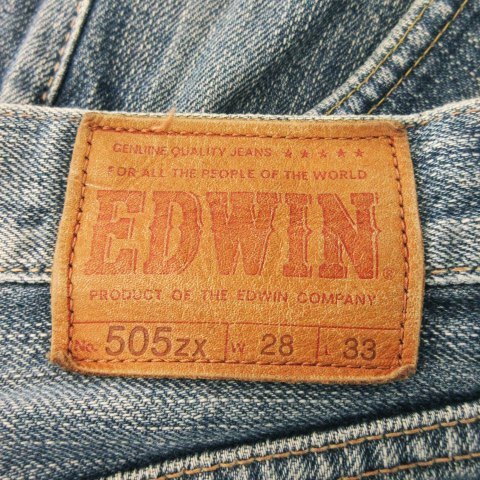 GENUINE QUALITY JEANS ★★★★★
FOR ALL THE PEOPLE OF THE WORLD
EDWIN®
PRODUCT OF THE EDWIN COMPANY
No. 505ZX W 28 L 33